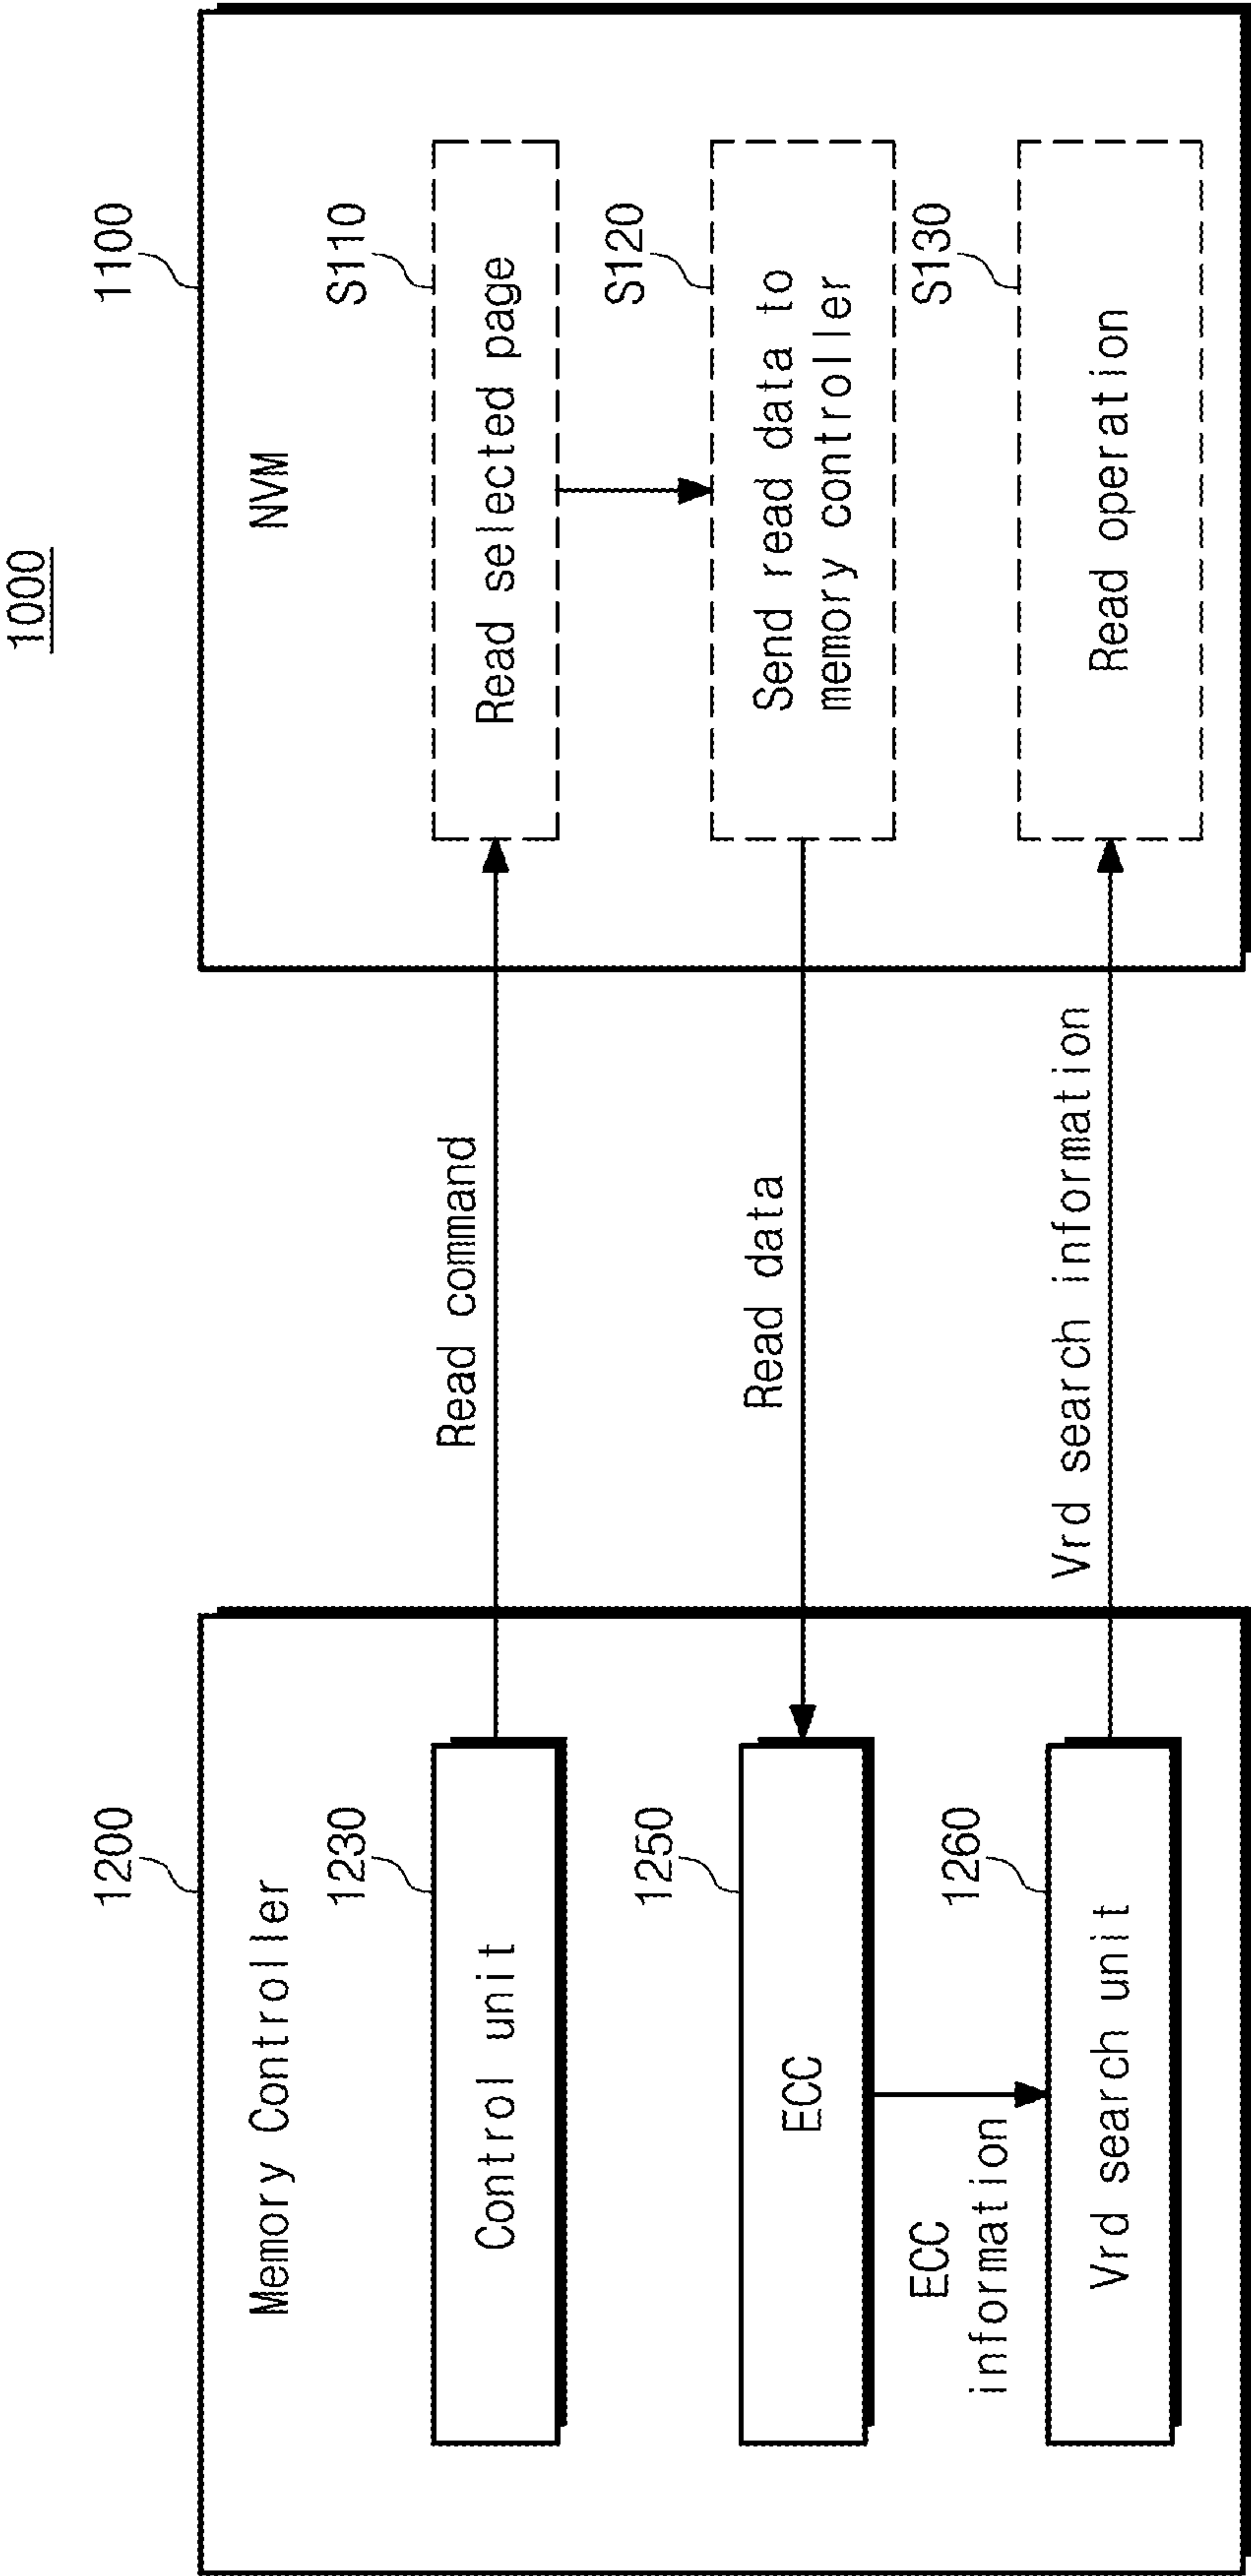 1000
1200
Memory Controller
1230
Control unit
1250
ECC
ECC
information
1260
Vrd search unit
Read command
Read data
Vrd search information
1100
NVM
S110
Read selected page
S120
Send read data to
memory controller
S130
Read operation